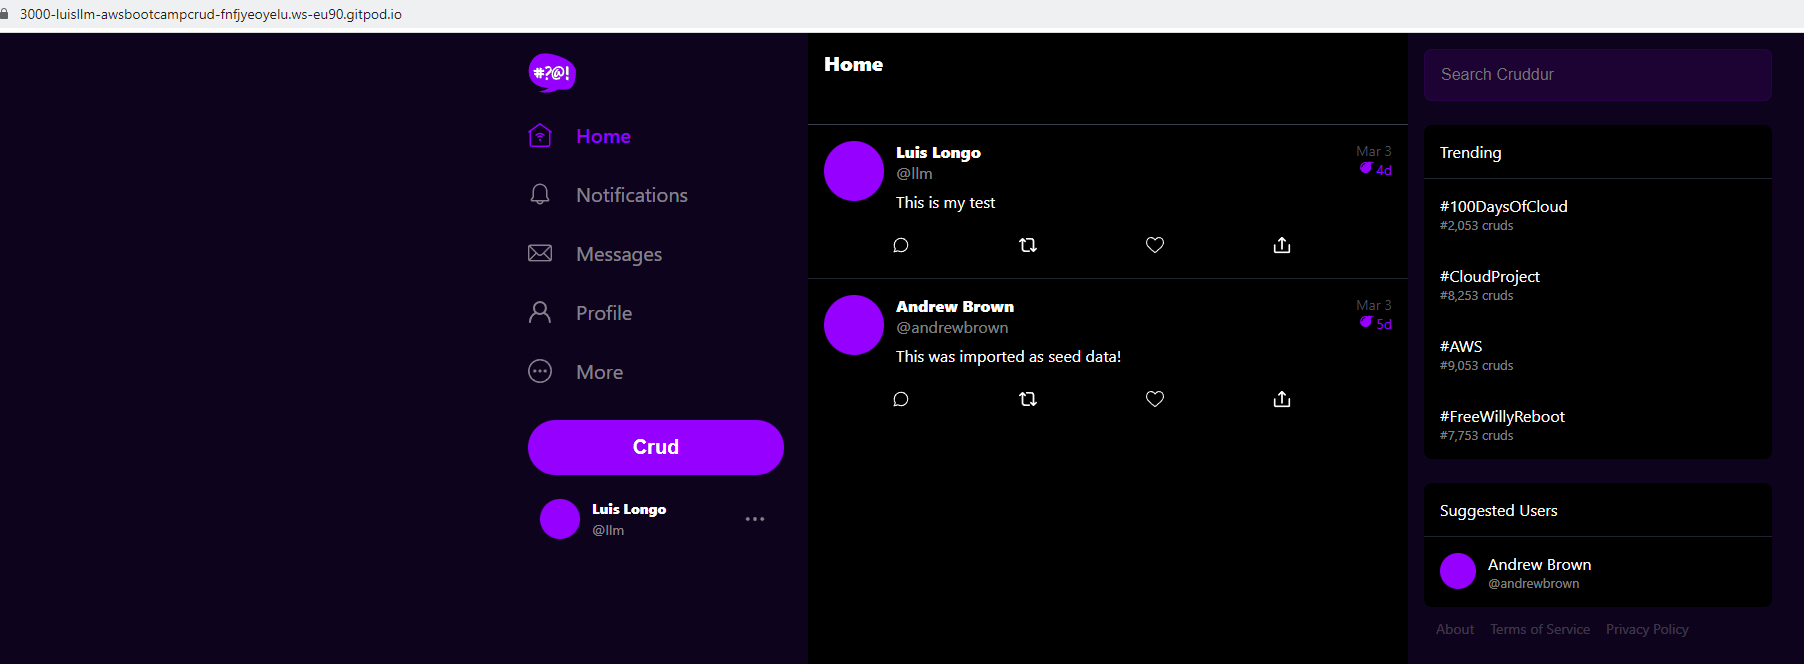 3000-luisllm-awsbootcampcrud-fnfjyeoyelu.ws-eu90.gitpod.io
#?@!
Home
Notifications
Messages
Profile
More
Crud
Luis Longo
@llm
Home
Luis Longo
Mar 3
@llm
4d
This is my test
Andrew Brown
Mar 3
@andrewbrown
5d
This was imported as seed data!
Search Cruddur
Trending
#100DaysOfCloud
#2,053 cruds
#CloudProject
#8,253 cruds
#AWS
#9,053 cruds
#FreeWillyReboot
#7,753 cruds
Suggested Users
Andrew Brown
@andrewbrown
About Terms of Service Privacy Policy